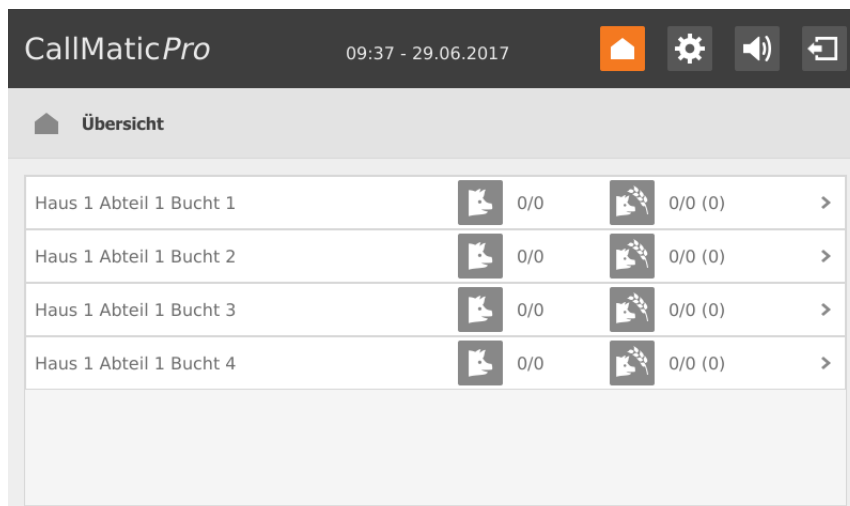 CallMaticPro 09:37 - 29.06.2017
Übersicht
Haus 1 Abteil 1 Bucht 1 0/0 0/0 (0) >
Haus 1 Abteil 1 Bucht 2 0/0 0/0 (0) >
Haus 1 Abteil 1 Bucht 3 0/0 0/0 (0) >
Haus 1 Abteil 1 Bucht 4 0/0 0/0 (0) >